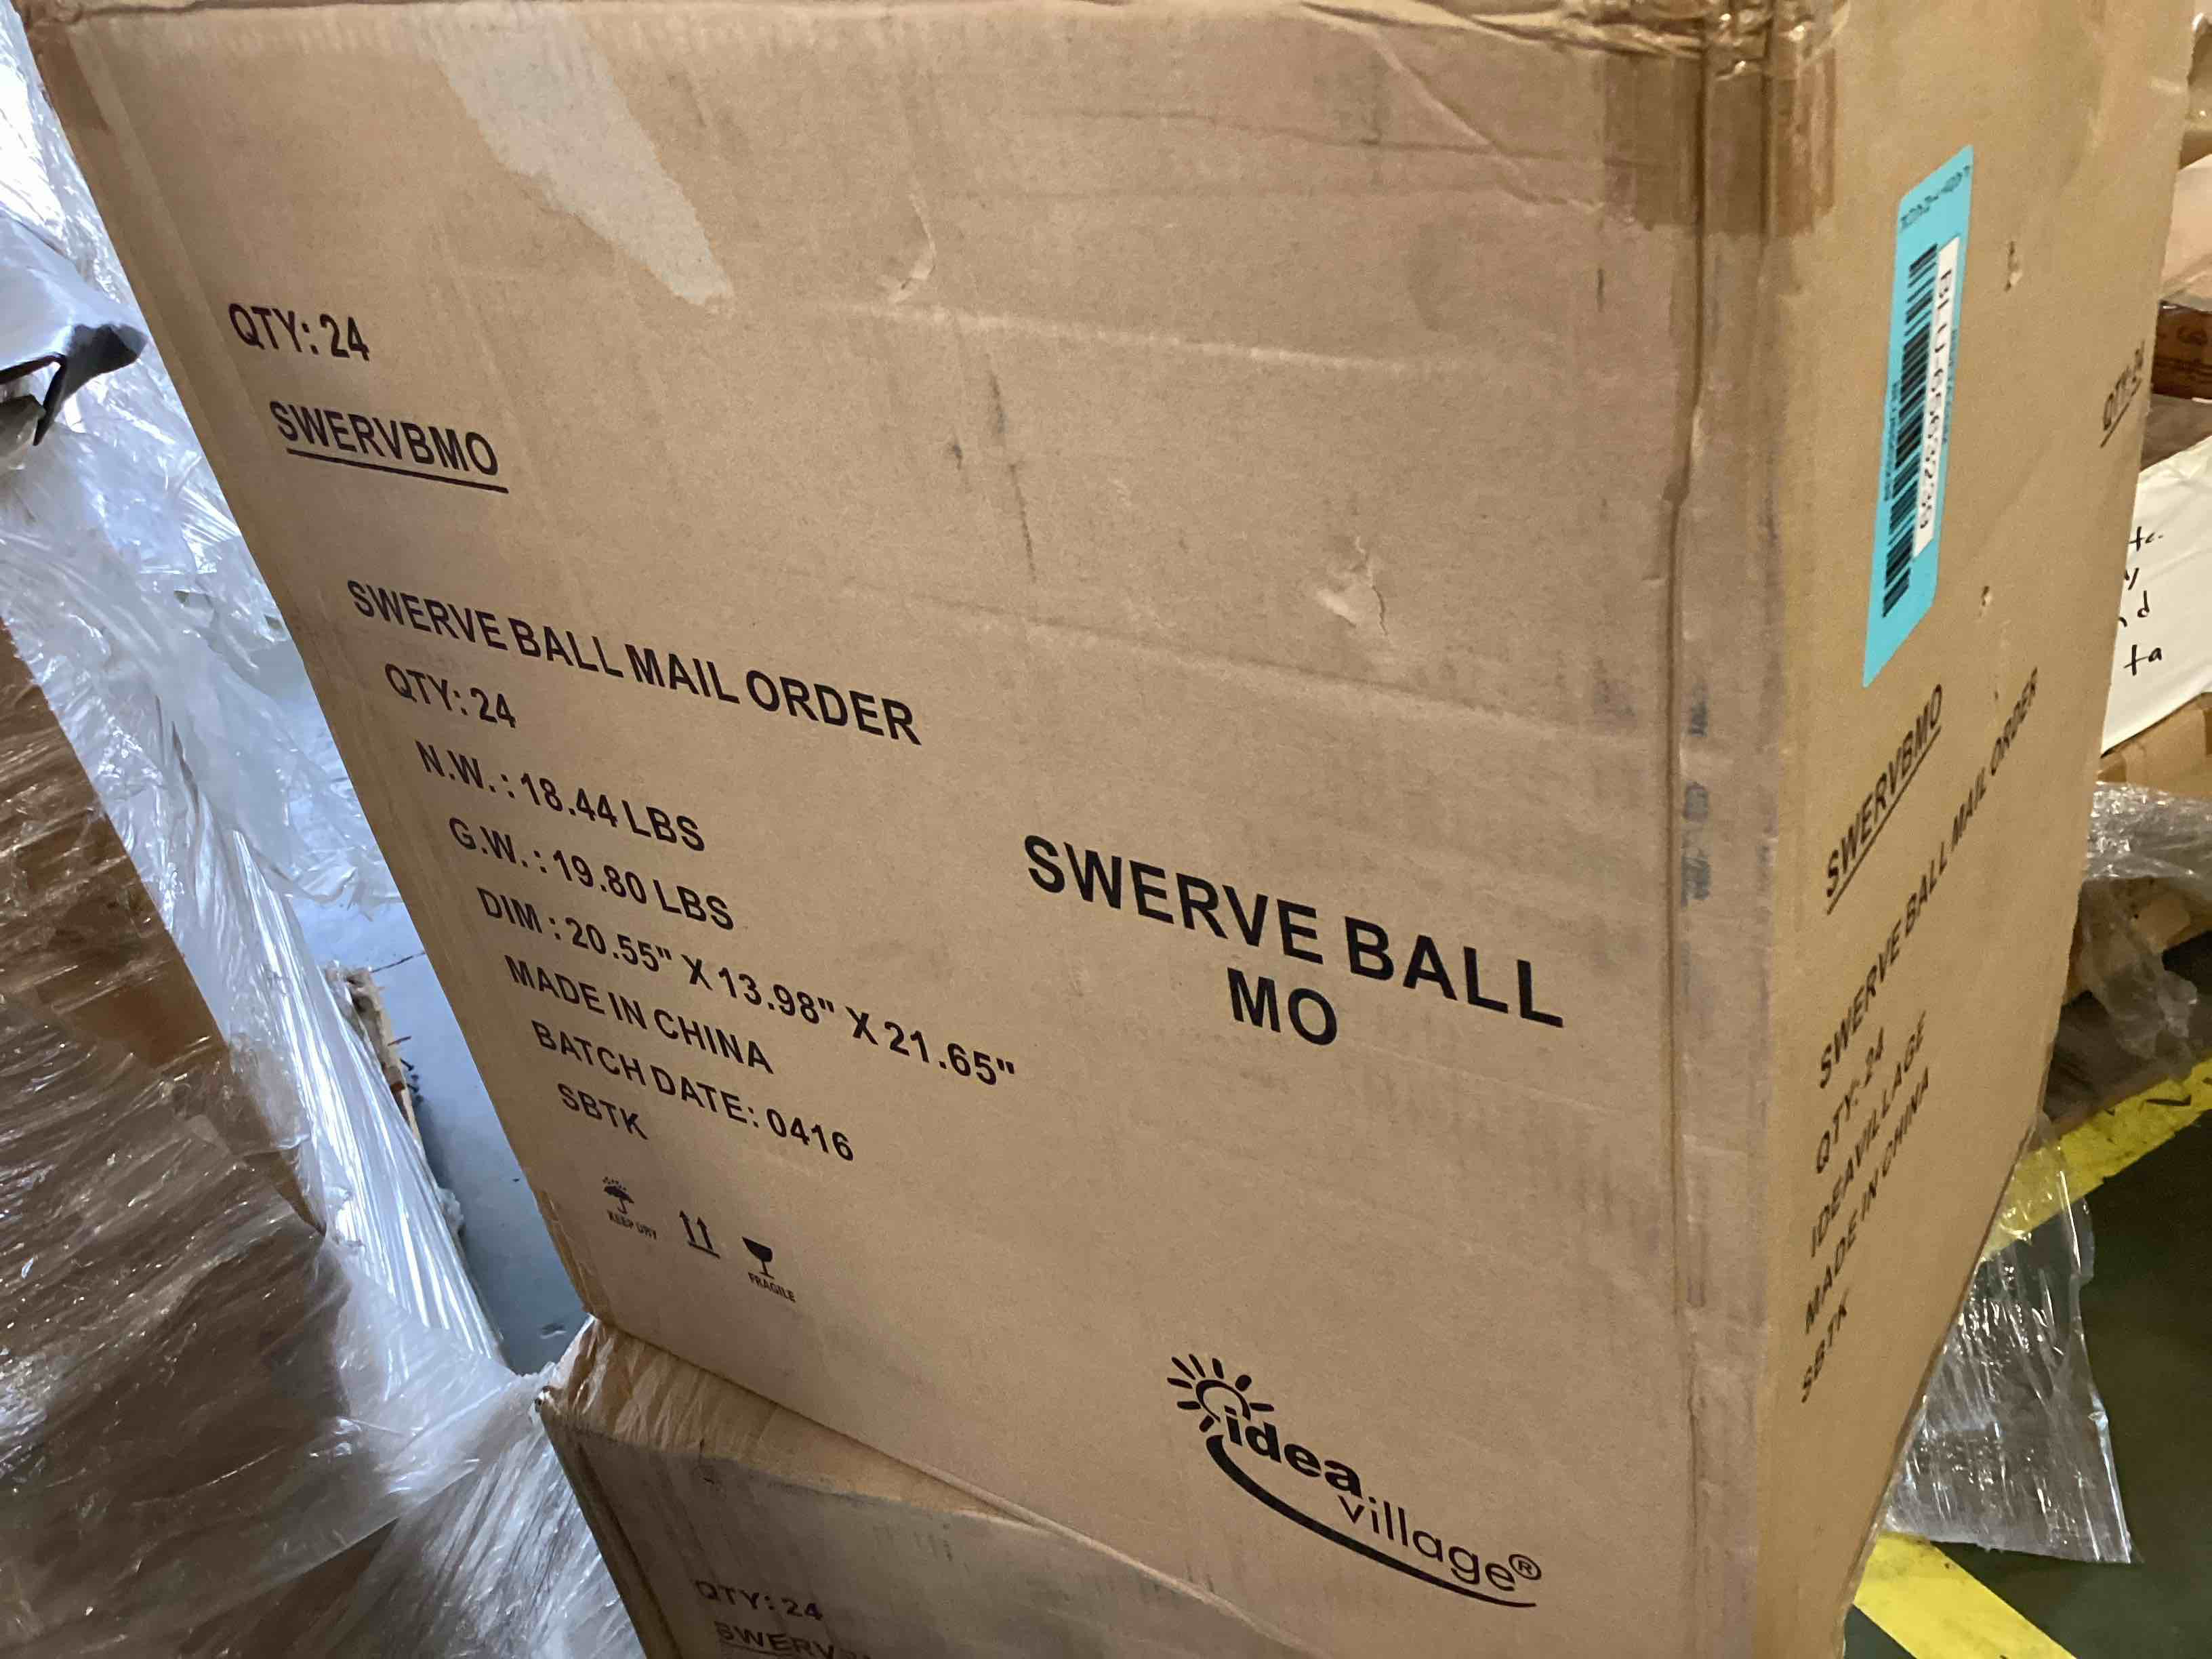 QTY: 24
SWERVBMO
SWERVE BALL MAIL ORDER
QTY: 24
N.W. : 18.44 LBS
G.W. : 19.80 LBS
DIM : 20.55" X 13.98" X 21.65"
MADE IN CHINA
BATCH DATE: 0416
SBTK
KEEP DRY
FRAGILE
SWERVE BALL
MO
idea
village®
QTY: 24
SWERVBMO
SWERVE BALL MAIL ORDER
QTY: 24
IDEAVILLAGE
MADE IN CHINA
SBTK
QTY: 24